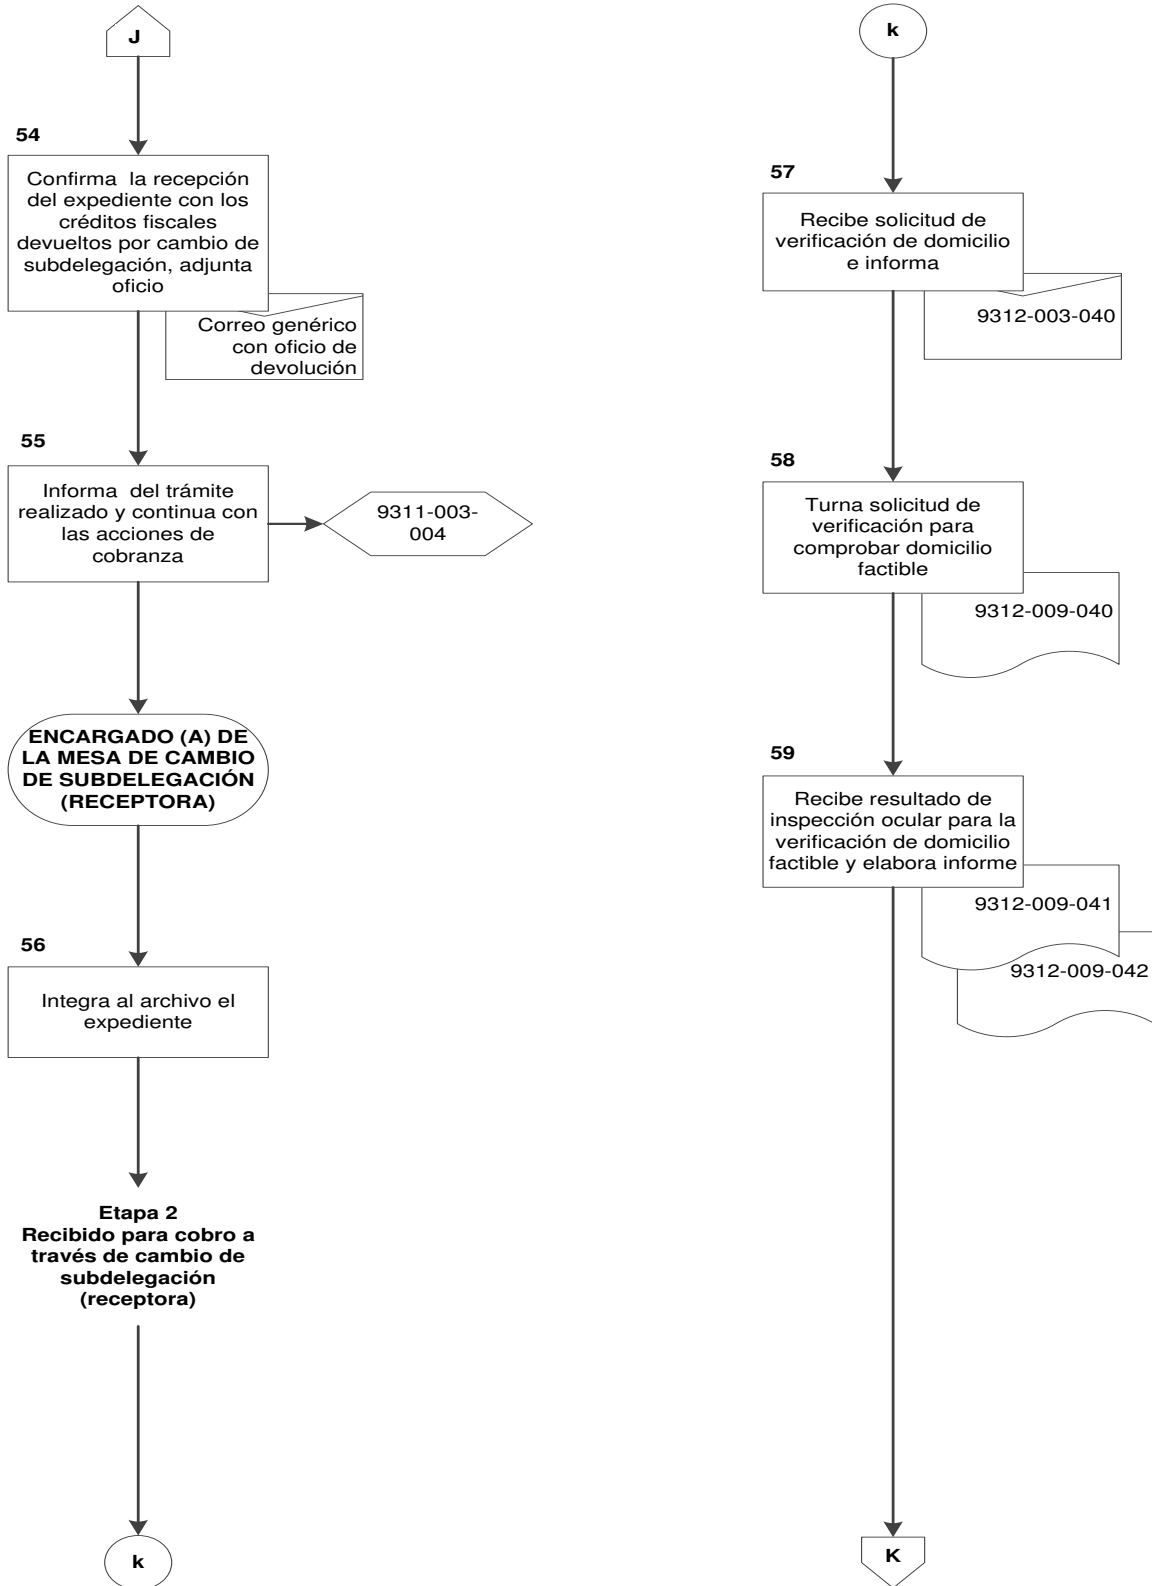 J
54
Confirma la recepción
del expediente con los
créditos fiscales
devueltos por cambio de
subdelegación, adjunta
oficio
Correo genérico
con oficio de
devolución
55
Informa del trámite
realizado y continua con
las acciones de
cobranza
9311-003-
004
ENCARGADO (A) DE
LA MESA DE CAMBIO
DE SUBDELEGACIÓN
(RECEPTORA)
56
Integra al archivo el
expediente
Etapa 2
Recibido para cobro a
través de cambio de
subdelegación
(receptora)
k
k
57
Recibe solicitud de
verificación de domicilio
e informa
9312-003-040
58
Turna solicitud de
verificación para
comprobar domicilio
factible
9312-009-040
59
Recibe resultado de
inspección ocular para la
verificación de domicilio
factible y elabora informe
9312-009-041
9312-009-042
K